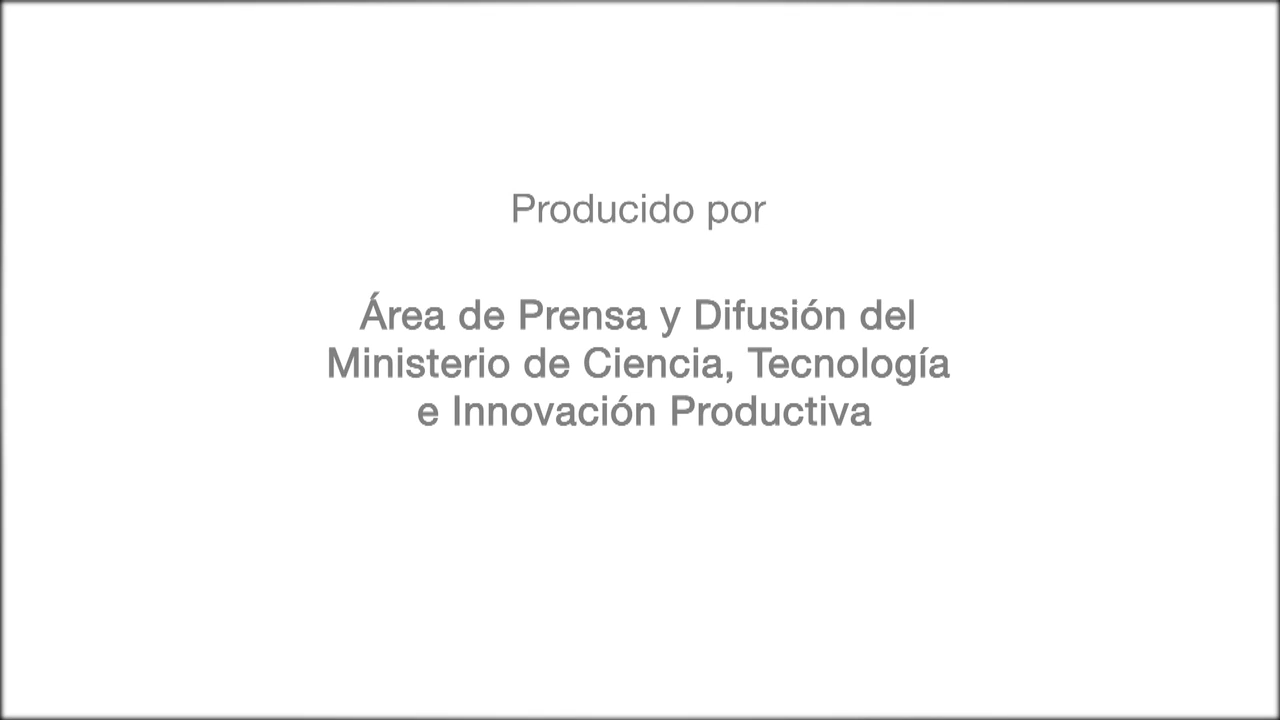 Producido por
Área de Prensa y Difusión del
Ministerio de Ciencia, Tecnología
e Innovación Productiva